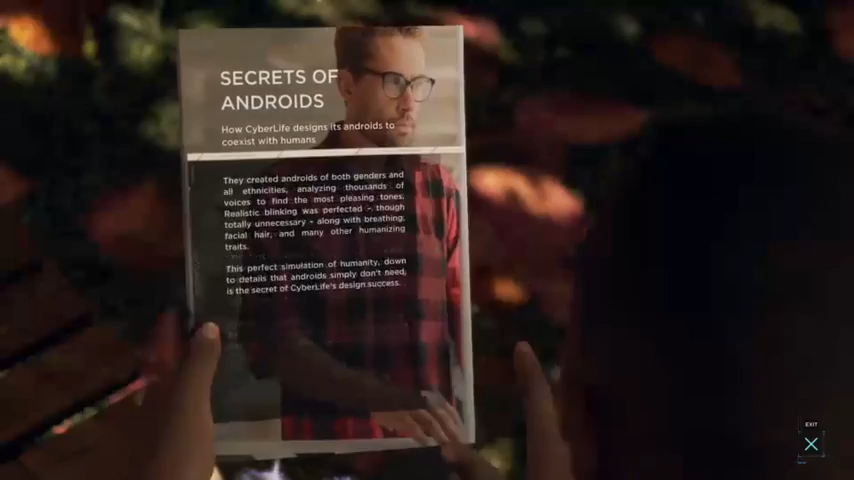 SECRETS OF
ANDROIDS
How CyberLife designs its androids to
coexist with humans
They created androids of both genders and
all ethnicities, analyzing thousands of
voices to find the most pleasing tones.
Realistic blinking was perfected - though
totally unnecessary - along with breathing,
facial hair, and many other humanizing
traits.
This perfect simulation of humanity, down
to details that androids simply don't need,
is the secret of CyberLife's design success.
EXIT